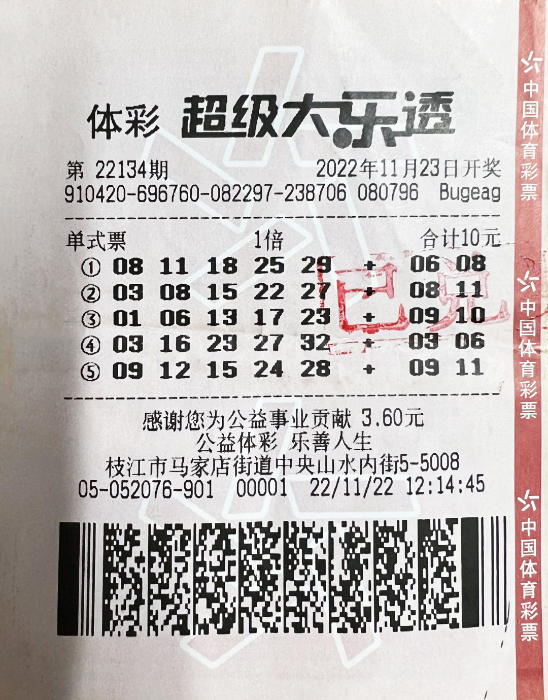 体彩 超级大乐透
第 22134期 2022年11月23日开奖
910420-696760-082297-238706 080796 Bugeag
单式票 1倍 合计10元
① 08 11 18 25 29 + 06 08
② 03 08 15 22 27 + 08 11
③ 01 06 13 17 23 + 09 10
④ 03 16 23 27 32 + 03 06
⑤ 09 12 15 24 28 + 09 11
已兑
感谢您为公益事业贡献 3.60元
公益体彩 乐善人生
枝江市马家店街道中央山水内街5-5008
05-052076-901 00001 22/11/22 12:14:45
中国体育彩票
中国体育彩票
中国体育彩票